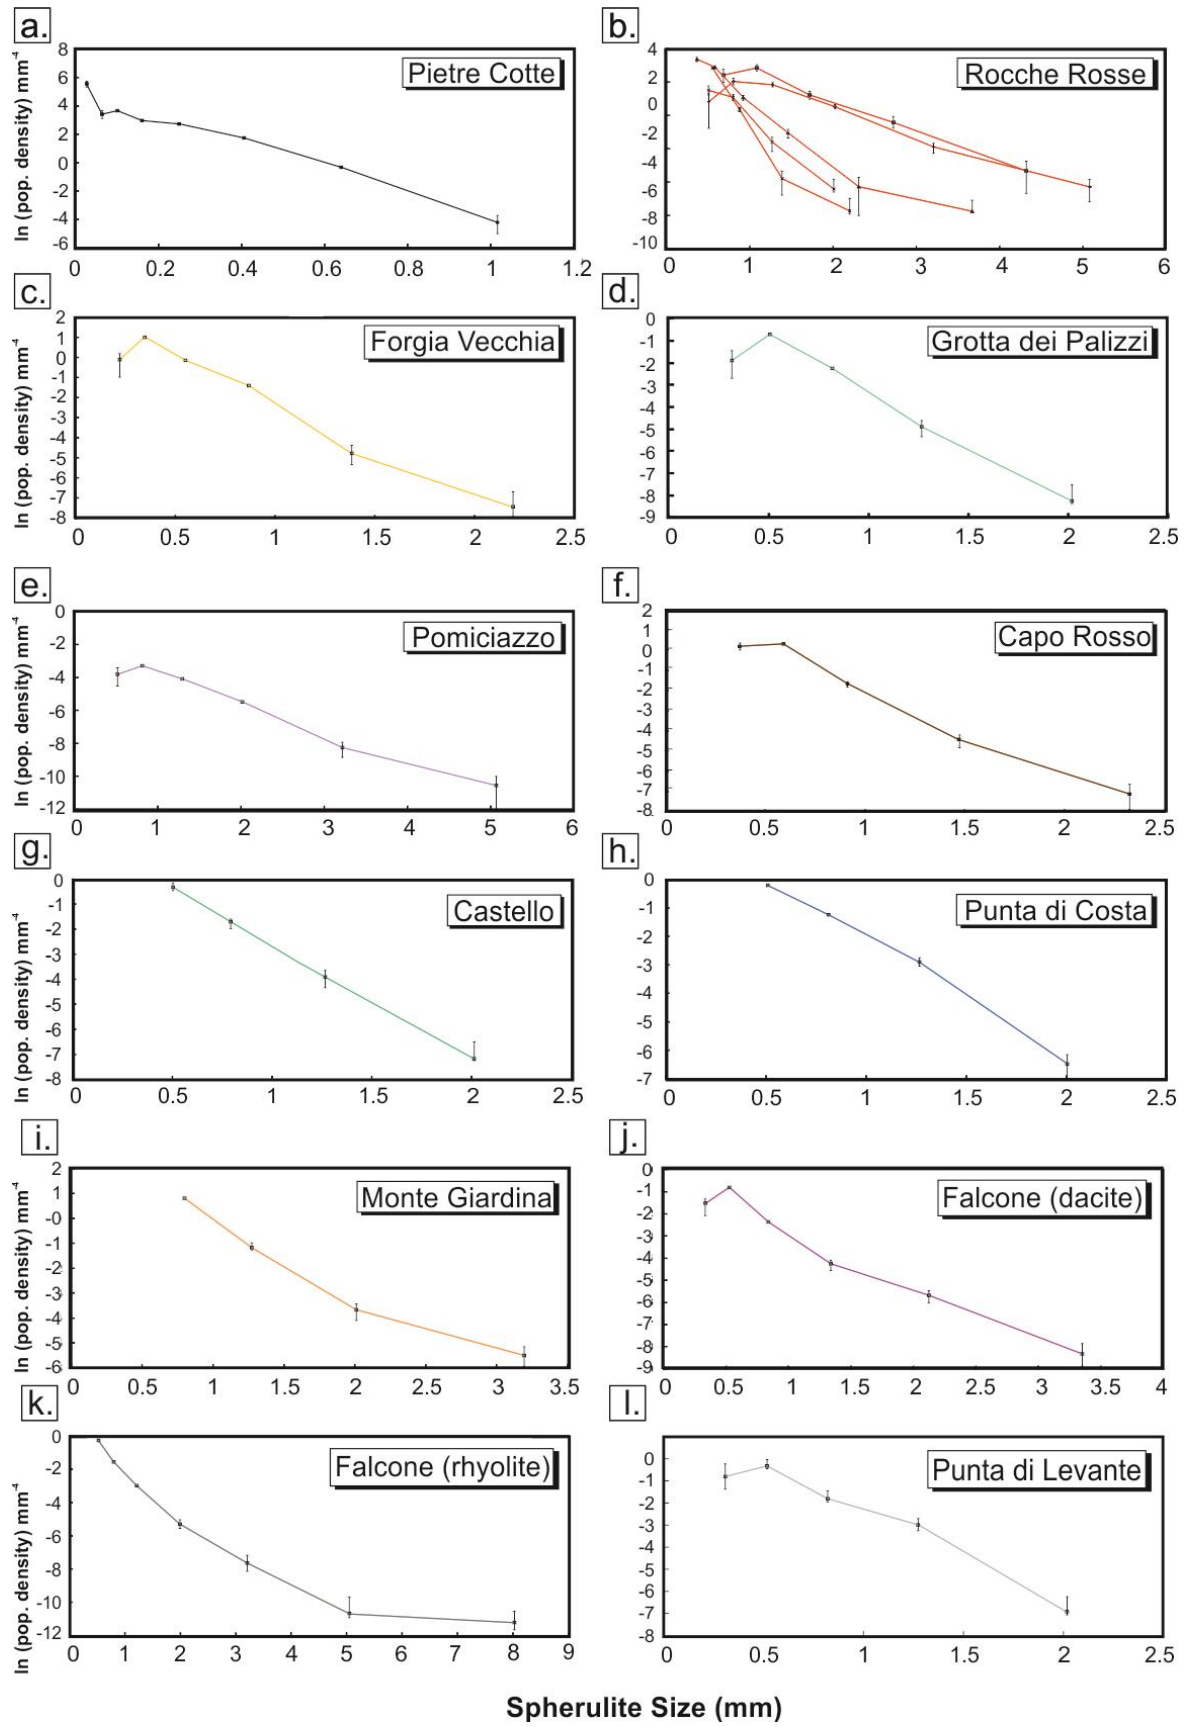 a.
ln (pop. density) mm⁻⁴
8
6
4
2
0
-2
-4
-6
Pietre Cotte
0 0.2 0.4 0.6 0.8 1 1.2
b.
4
2
0
-2
-4
-6
-8
-10
Rocche Rosse
0 1 2 3 4 5 6
c.
ln (pop. density) mm⁻⁴
2
1
0
-1
-2
-3
-4
-5
-6
-7
-8
Forgia Vecchia
0 0.5 1 1.5 2 2.5
d.
0
-1
-2
-3
-4
-5
-6
-7
-8
-9
Grotta dei Palizzi
0 0.5 1 1.5 2 2.5
e.
ln (pop. density) mm⁻⁴
0
-2
-4
-6
-8
-10
-12
Pomiciazzo
0 1 2 3 4 5 6
f.
2
1
0
-1
-2
-3
-4
-5
-6
-7
-8
Capo Rosso
0 0.5 1 1.5 2 2.5
g.
ln (pop. density) mm⁻⁴
0
-1
-2
-3
-4
-5
-6
-7
-8
Castello
0 0.5 1 1.5 2 2.5
h.
0
-1
-2
-3
-4
-5
-6
-7
Punta di Costa
0 0.5 1 1.5 2 2.5
i.
ln (pop. density) mm⁻⁴
2
1
-0
-1
-2
-3
-4
-5
-6
Monte Giardina
0 0.5 1 1.5 2 2.5 3 3.5
j.
0
-1
-2
-3
-4
-5
-6
-7
-8
-9
Falcone (dacite)
0 0.5 1 1.5 2 2.5 3 3.5 4
k.
ln (pop. density) mm⁻⁴
0
-2
-4
-6
-8
-10
-12
Falcone (rhyolite)
0 1 2 3 4 5 6 7 8 9
l.
0
-1
-2
-3
-4
-5
-6
-7
-8
Punta di Levante
0 0.5 1 1.5 2 2.5
Spherulite Size (mm)